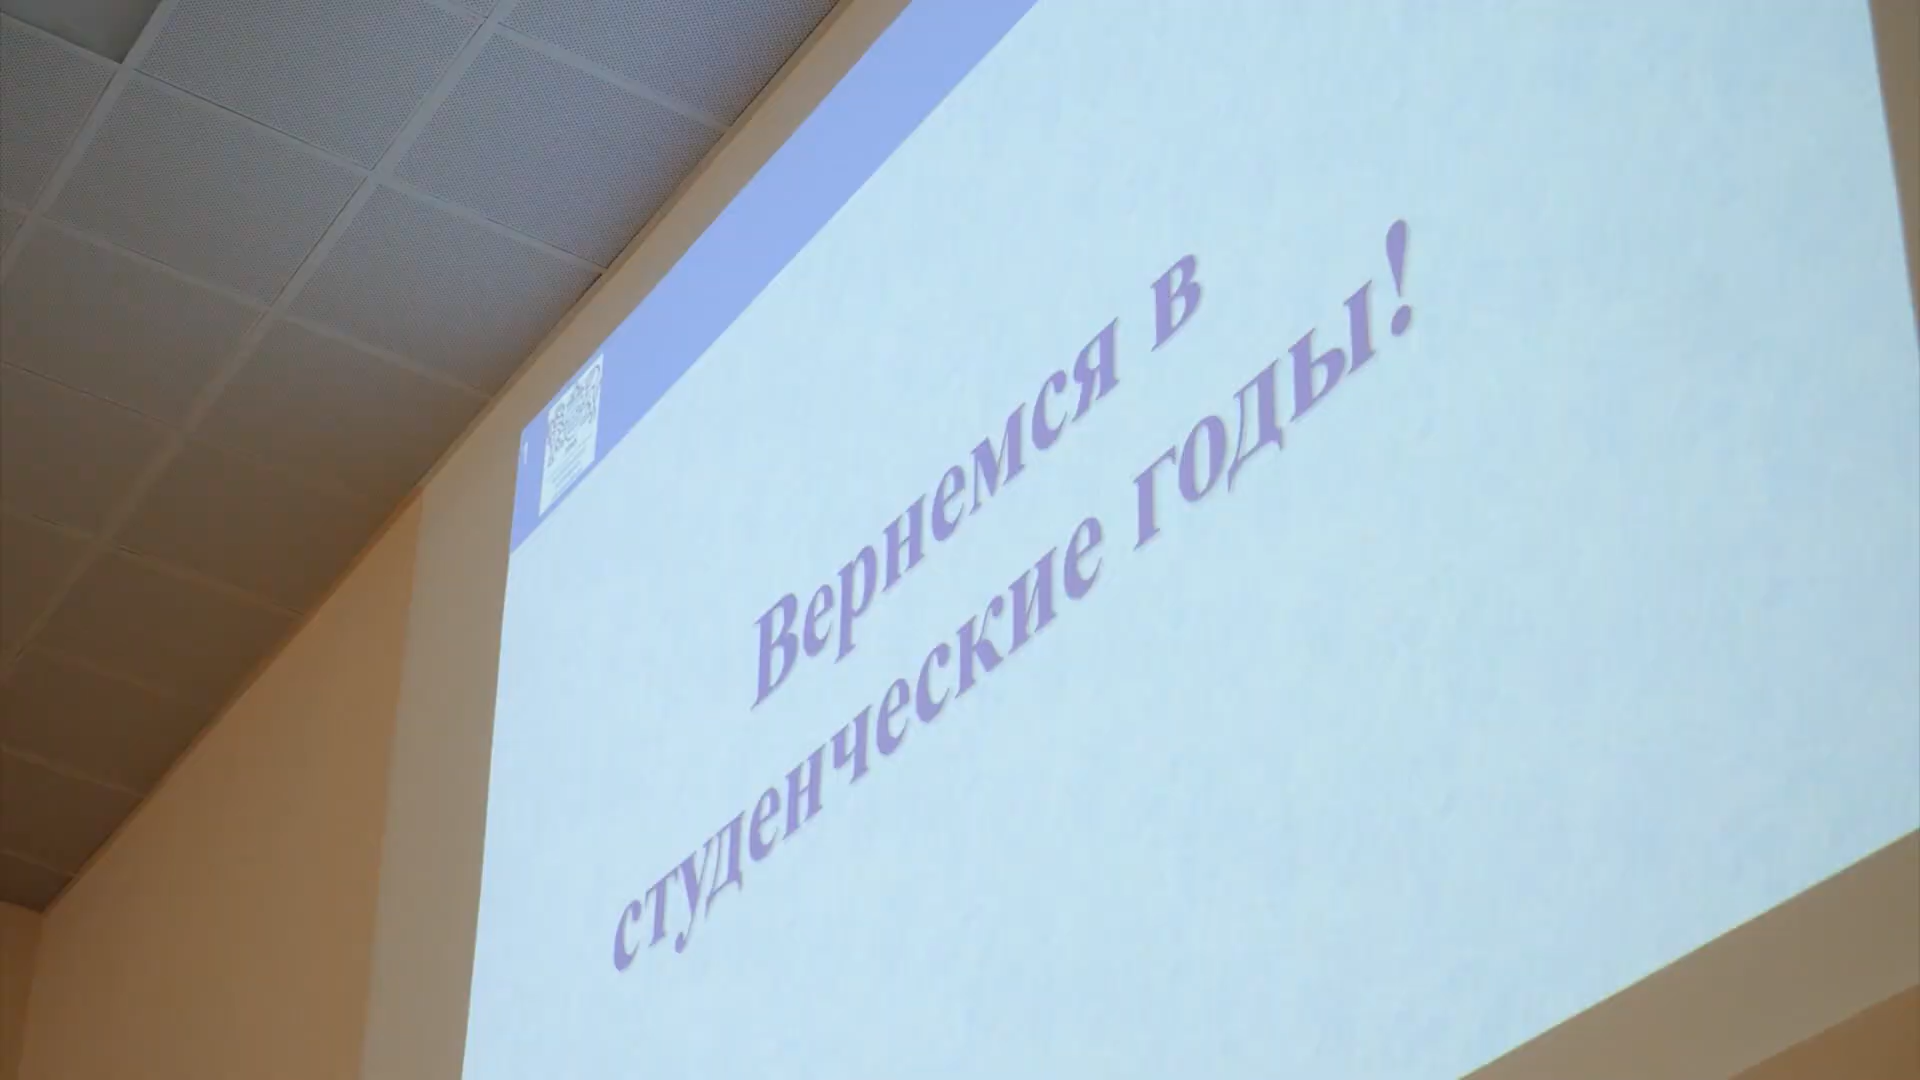 Вернемся в
студенческие годы!